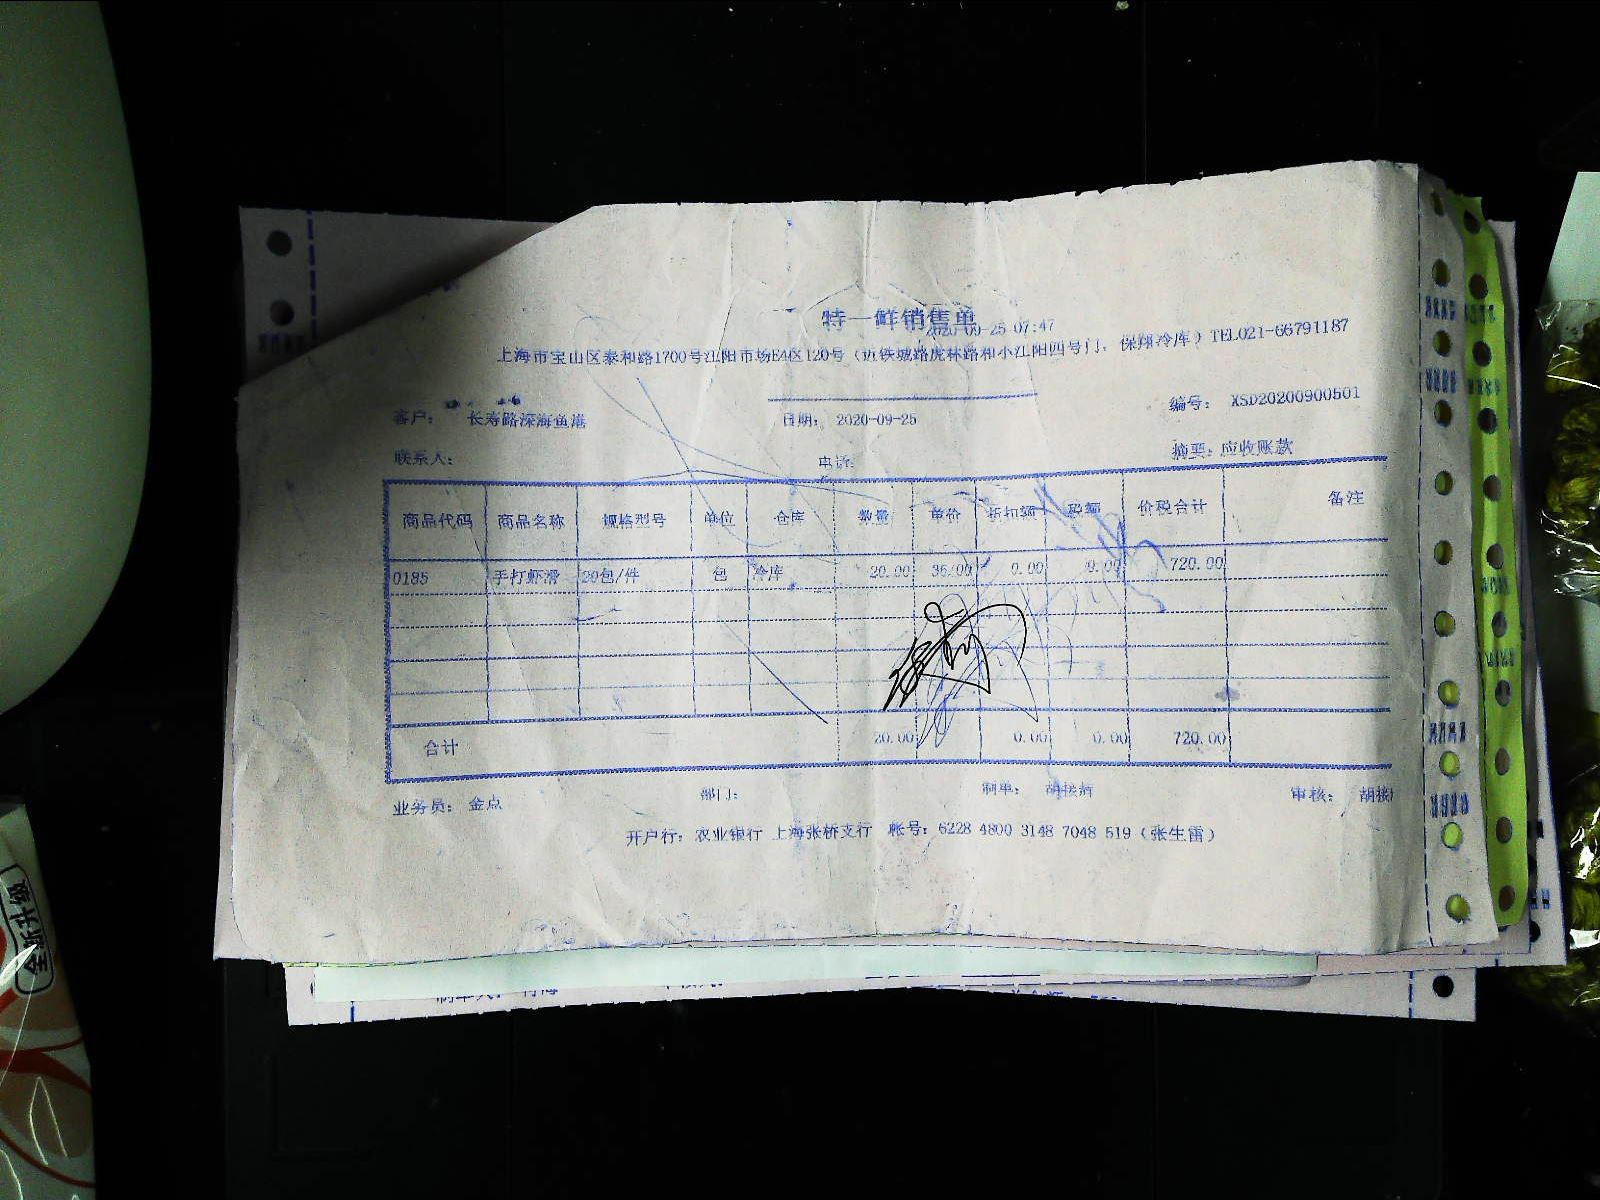 特一鲜销售单
2020-09-25 07:47
上海市宝山区泰和路1700号江阳市场E4区120号（近铁城路虎林路和小江阳四号门，保翔冷库）TEL021-66791187
客户： 长寿路深海鱼港 日期： 2020-09-25 编号： XSD20200900501
联系人： 电话： 摘要：应收账款
商品代码 商品名称 规格型号 单位 仓库 数量 单价 折扣额 税额 价税合计 备注
0185 手打虾滑 20包/件 包 冷库 20.00 36.00 0.00 0.00 720.00
合计 20.00 0.00 0.00 720.00
业务员： 金点 部门： 制单： 审核：
开户行：农业银行 上海张桥支行 帐号：6228 4800 3148 7048 519（张生雷）
全新升级